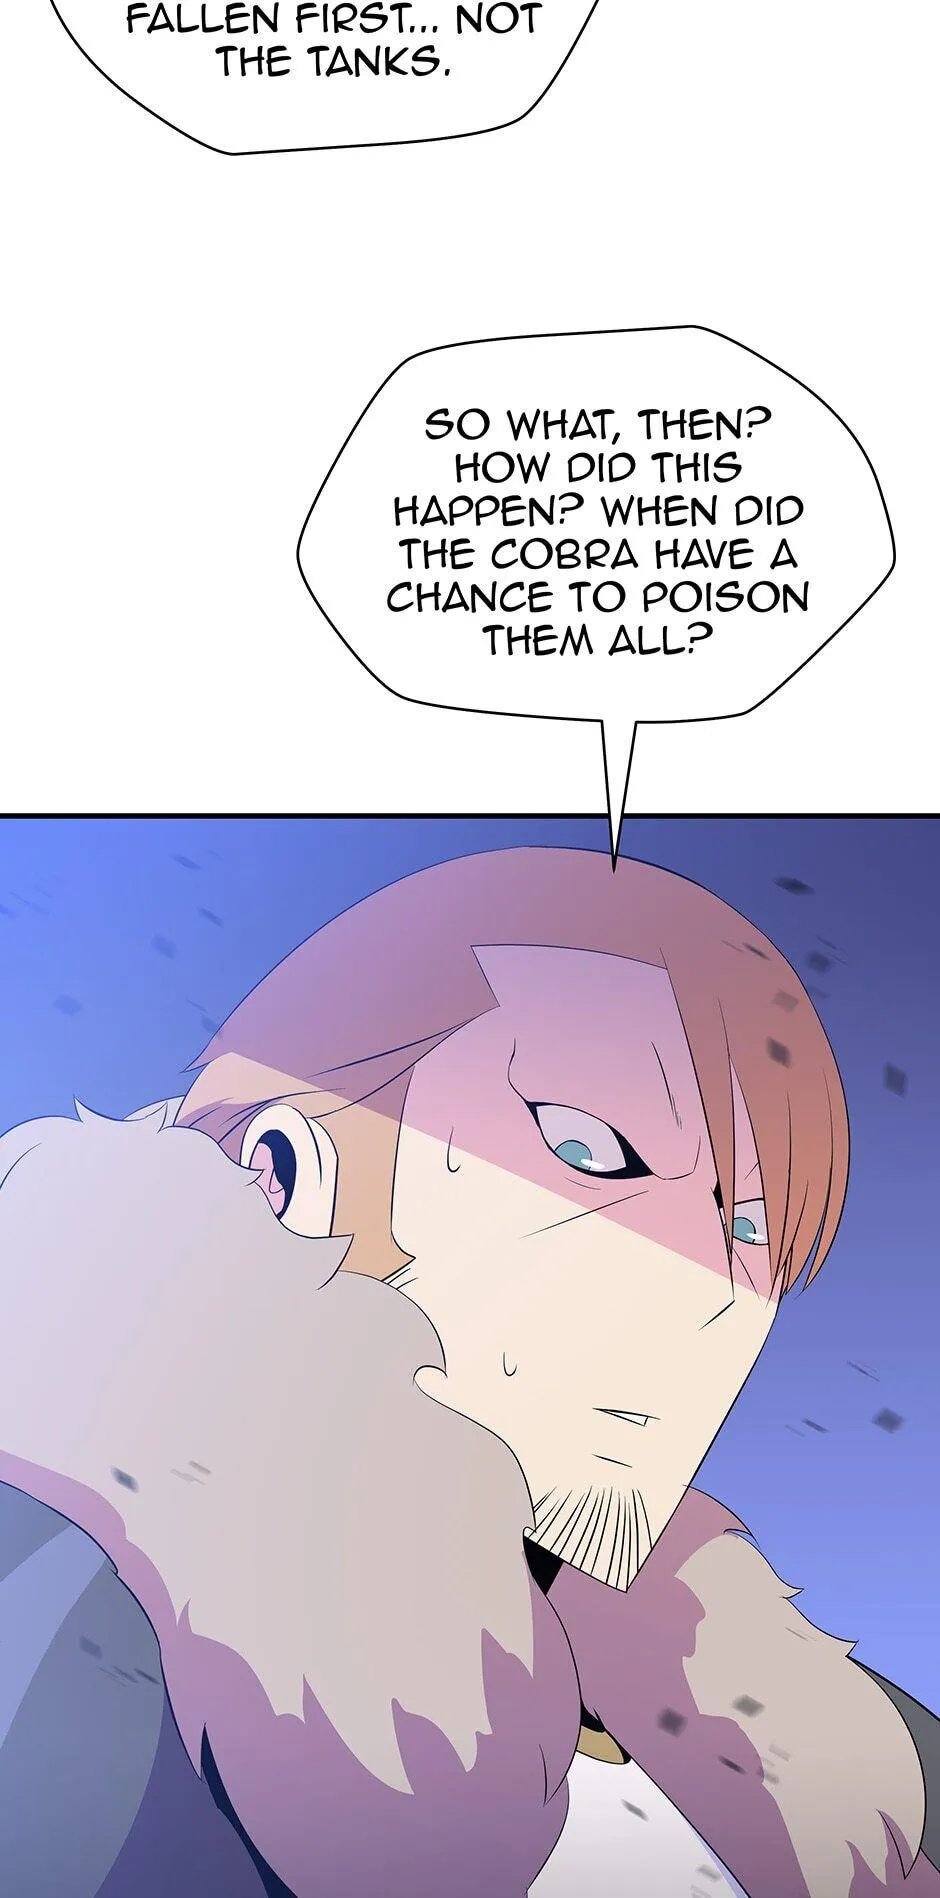 FALLEN FIRST... NOT
THE TANKS.
SO WHAT, THEN?
HOW DID THIS
HAPPEN? WHEN DID
THE COBRA HAVE A
CHANCE TO POISON
THEM ALL?